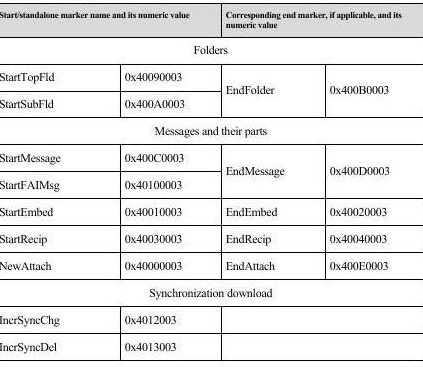 Start/standalone marker name and its numeric value
Corresponding end marker, if applicable, and its
numeric value
Folders
StartTopFld 0x40090003
EndFolder 0x400B0003
StartSubFld 0x400A0003
Messages and their parts
StartMessage 0x400C0003
EndMessage 0x400D0003
StartFAIMsg 0x40100003
StartEmbed 0x40010003 EndEmbed 0x40020003
StartRecip 0x40030003 EndRecip 0x40040003
NewAttach 0x40000003 EndAttach 0x400E0003
Synchronization download
IncrSyncChg 0x4012003
IncrSyncDel 0x4013003